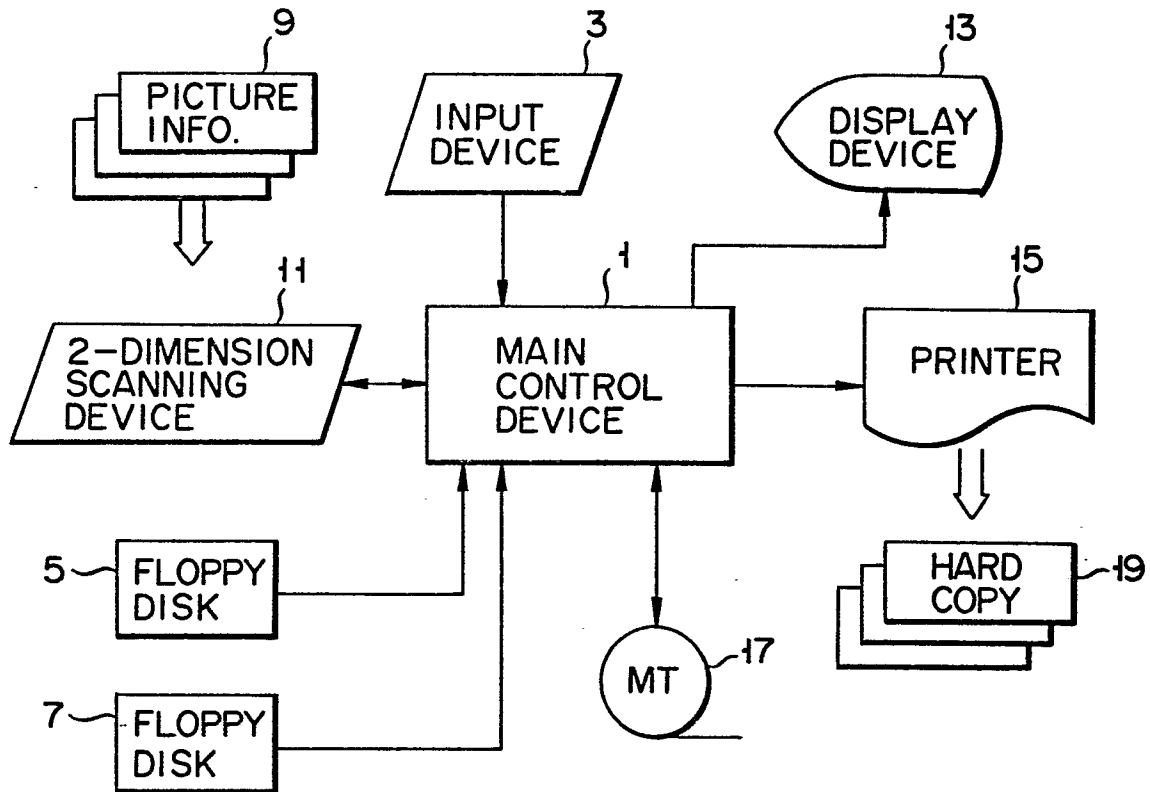 9
PICTURE
INFO.
3
INPUT
DEVICE
13
DISPLAY
DEVICE
11
2-DIMENSION
SCANNING
DEVICE
1
MAIN
CONTROL
DEVICE
15
PRINTER
5
FLOPPY
DISK
7
FLOPPY
DISK
MT
17
HARD
COPY
19